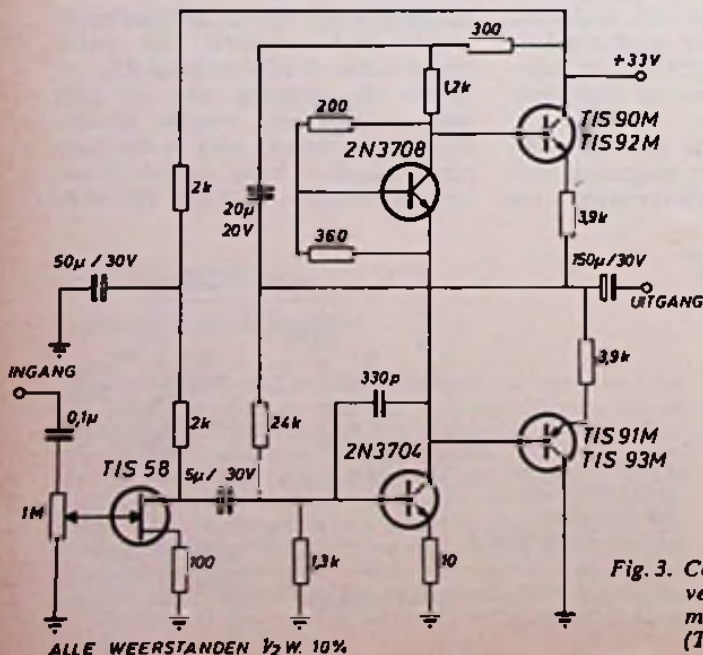 300
+33V
1,2k
200
2N3708
TIS 90M
TIS 92M
2k
20µ
20V
3,9k
360
50µ / 30V
750µ/30V
UITGANG
INGANG
3,9k
330p
0,1µ
2k
24k
2N3704
TIS 58
5µ / 30V
TIS 91M
TIS 93M
1M
100
1,3k
10
Fig. 3.
ve
m
(T
ALLE WEERSTANDEN ½ W. 10%